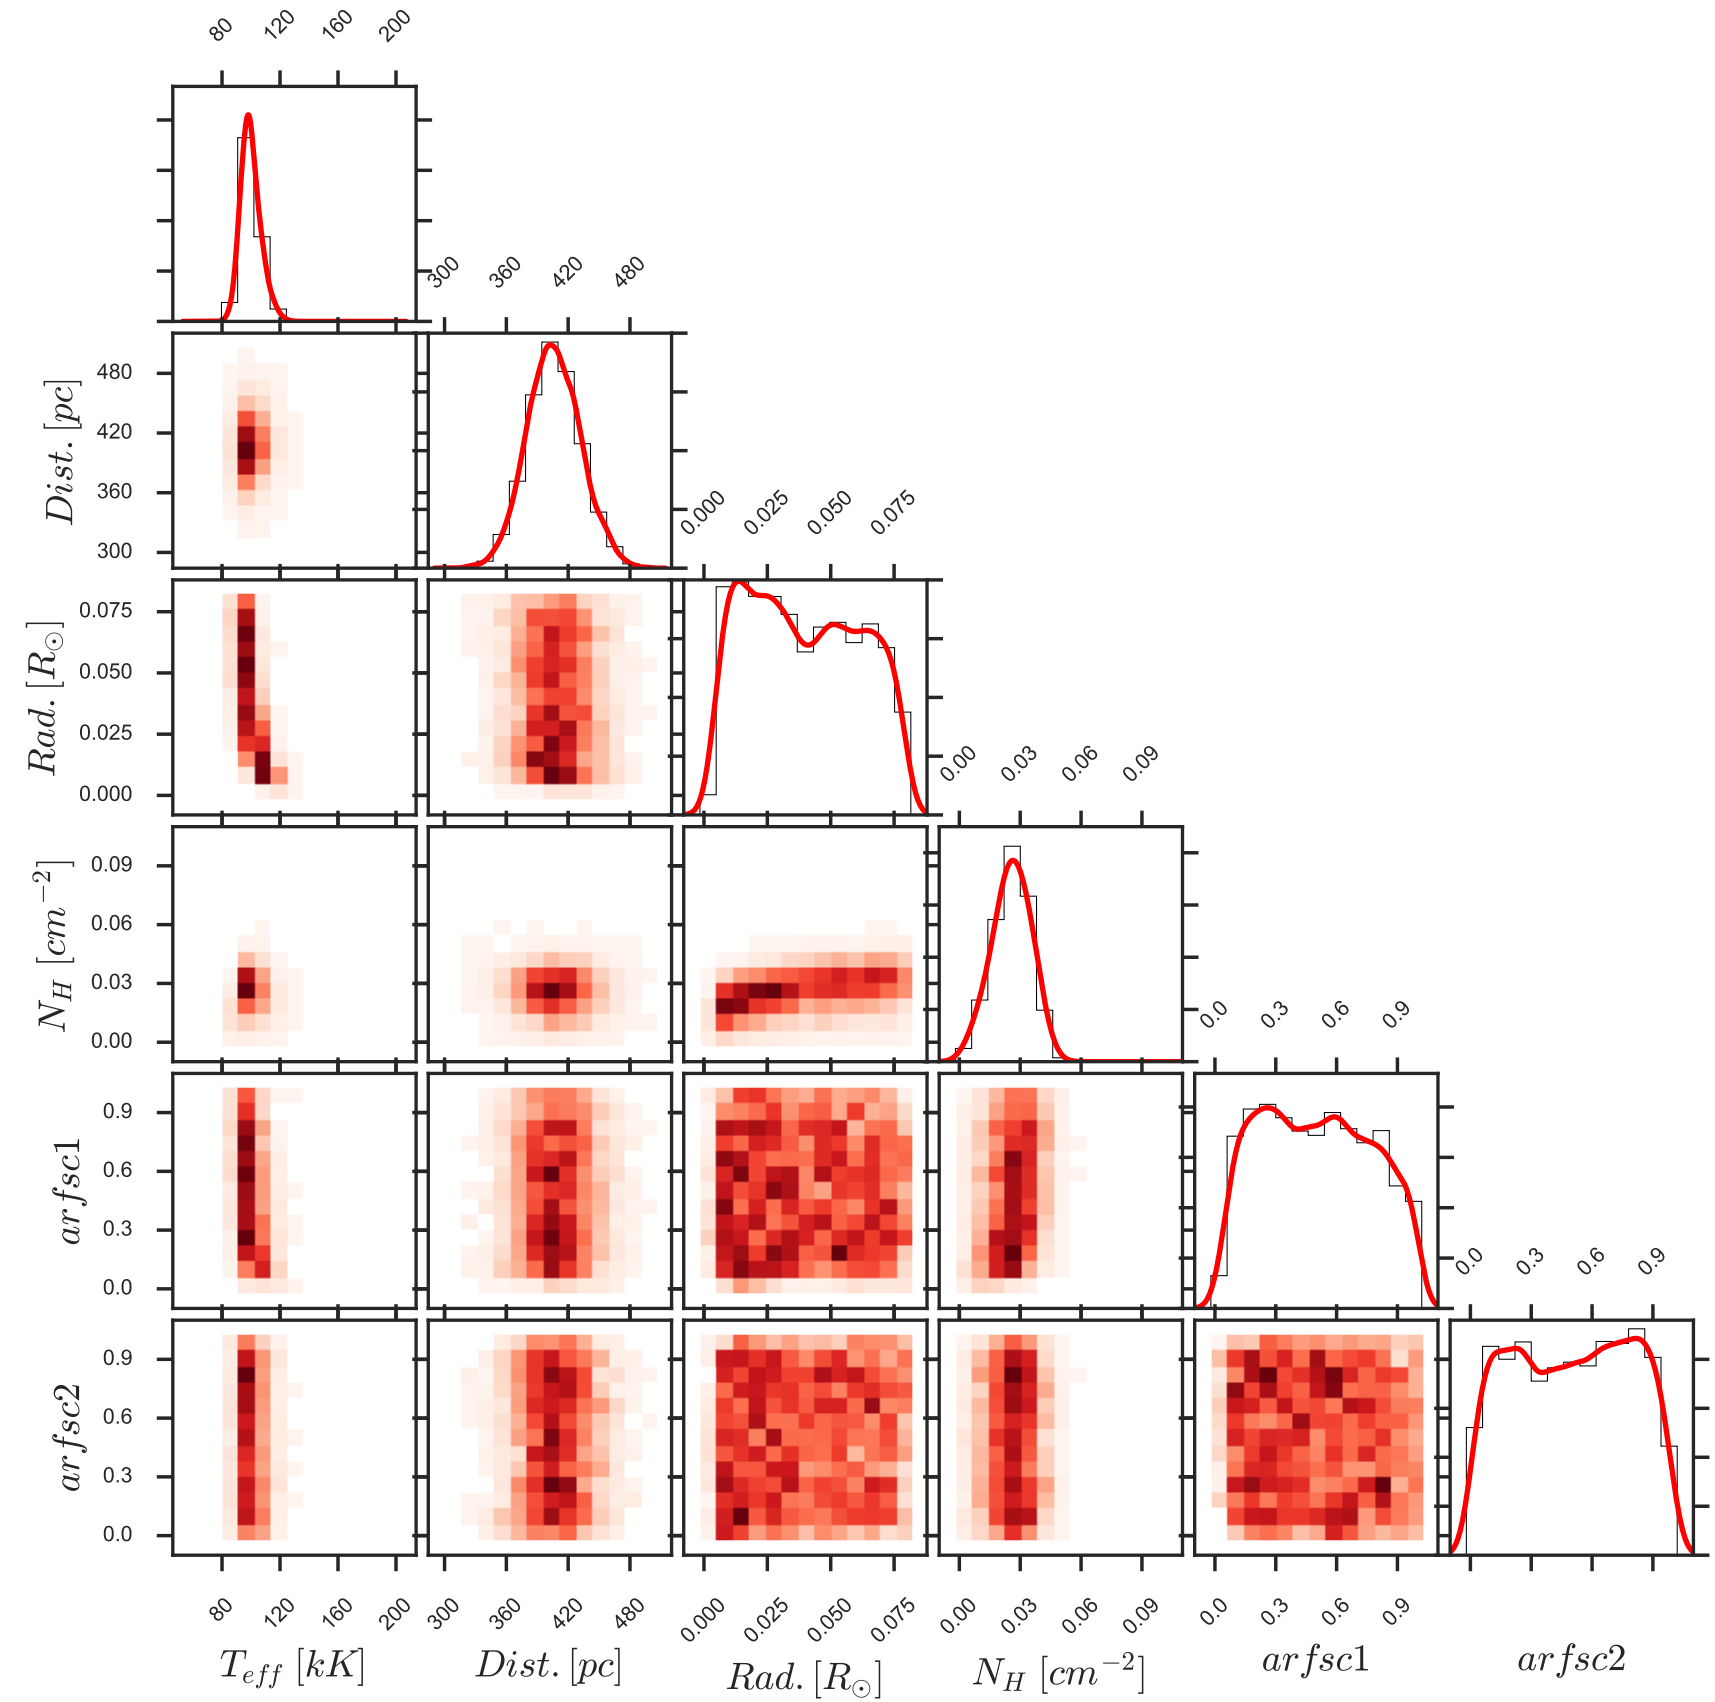 80 120 160 200
300 360 420 480
Dist. [pc]
480
420
360
300
0.000 0.025 0.050 0.075
Rad. [R⊙]
0.075
0.050
0.025
0.000
0.00 0.03 0.06 0.09
N_H [cm⁻²]
0.09
0.06
0.03
0.00
0.0 0.3 0.6 0.9
arfsc1
0.9
0.6
0.3
0.0
0.0 0.3 0.6 0.9
arfsc2
0.9
0.6
0.3
0.0
80 120 160 200 300 360 420 480 0.000 0.025 0.050 0.075 0.00 0.03 0.06 0.09 0.0 0.3 0.6 0.9
T_eff [kK] Dist. [pc] Rad. [R⊙] N_H [cm⁻²] arfsc1 arfsc2